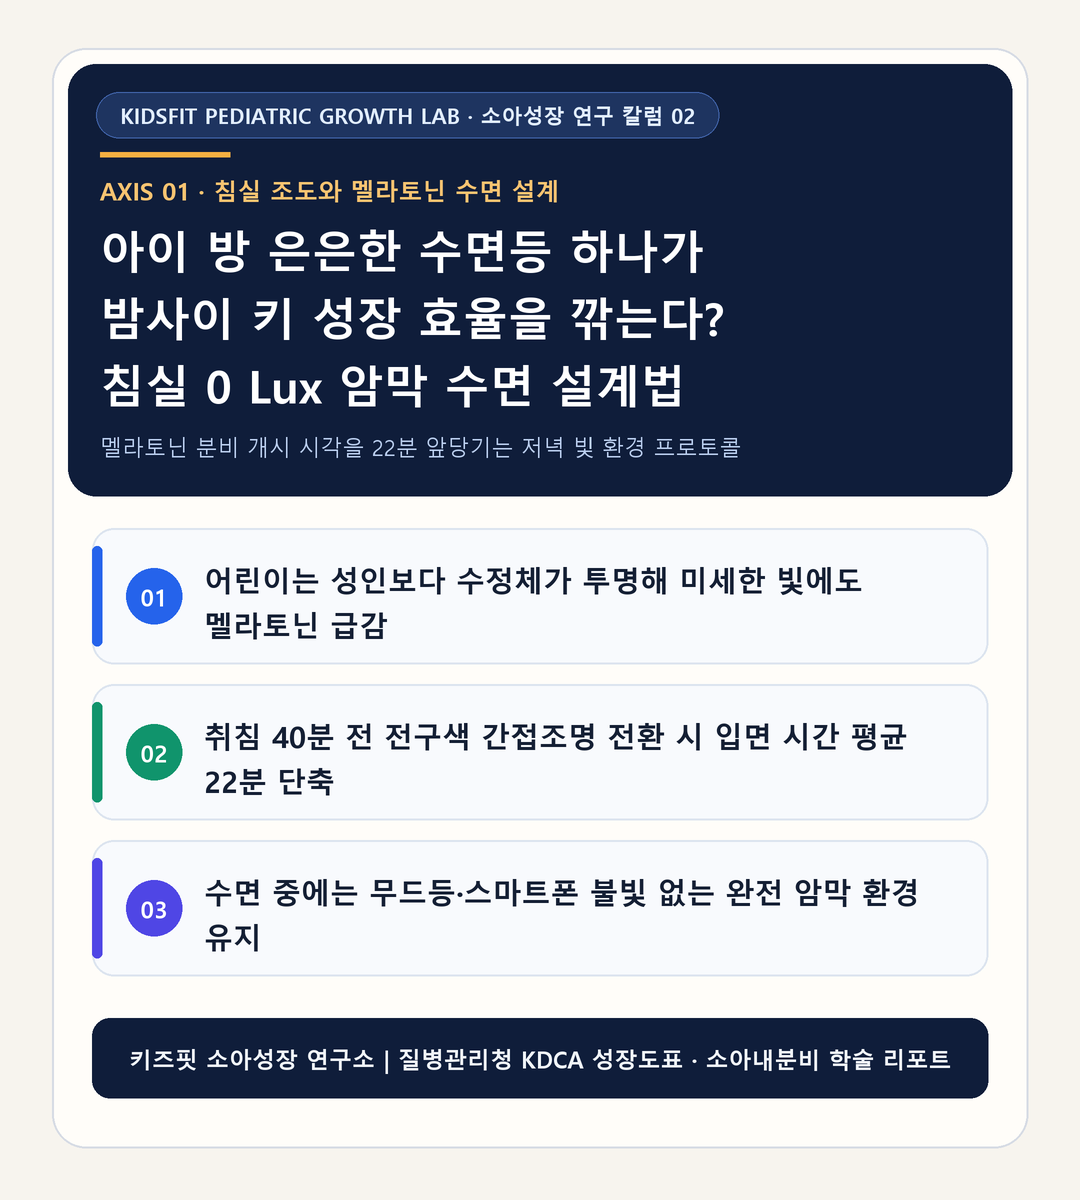 KIDSFIT PEDIATRIC GROWTH LAB · 소아성장 연구 칼럼 02
AXIS 01 · 침실 조도와 멜라토닌 수면 설계
아이 방 은은한 수면등 하나가
밤사이 키 성장 효율을 깎는다?
침실 0 Lux 암막 수면 설계법
멜라토닌 분비 개시 시각을 22분 앞당기는 저녁 빛 환경 프로토콜
01
어린이는 성인보다 수정체가 투명해 미세한 빛에도
멜라토닌 급감
02
취침 40분 전 전구색 간접조명 전환 시 입면 시간 평균
22분 단축
03
수면 중에는 무드등·스마트폰 불빛 없는 완전 암막 환경
유지
키즈핏 소아성장 연구소 | 질병관리청 KDCA 성장도표 · 소아내분비 학술 리포트